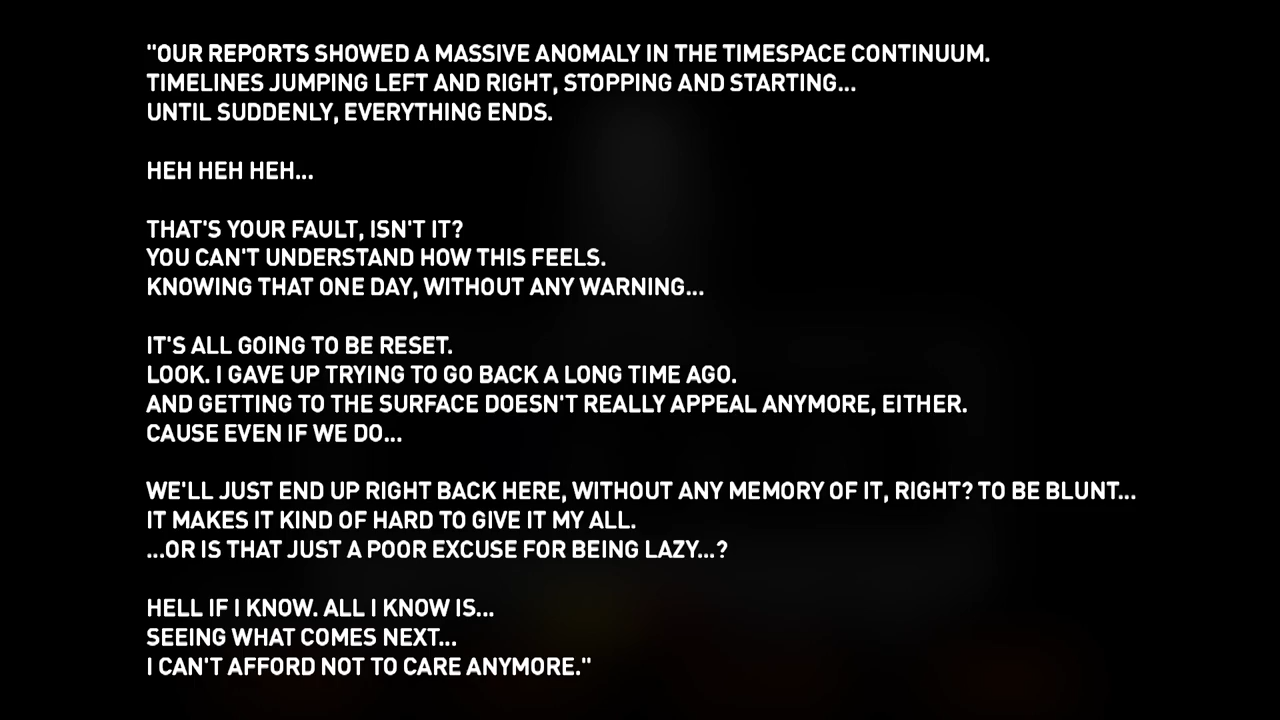 "OUR REPORTS SHOWED A MASSIVE ANOMALY IN THE TIMESPACE CONTINUUM.
TIMELINES JUMPING LEFT AND RIGHT, STOPPING AND STARTING...
UNTIL SUDDENLY, EVERYTHING ENDS.
HEH HEH HEH...
THAT'S YOUR FAULT, ISN'T IT?
YOU CAN'T UNDERSTAND HOW THIS FEELS.
KNOWING THAT ONE DAY, WITHOUT ANY WARNING...
IT'S ALL GOING TO BE RESET.
LOOK. I GAVE UP TRYING TO GO BACK A LONG TIME AGO.
AND GETTING TO THE SURFACE DOESN'T REALLY APPEAL ANYMORE, EITHER.
CAUSE EVEN IF WE DO...
WE'LL JUST END UP RIGHT BACK HERE, WITHOUT ANY MEMORY OF IT, RIGHT? TO BE BLUNT...
IT MAKES IT KIND OF HARD TO GIVE IT MY ALL.
...OR IS THAT JUST A POOR EXCUSE FOR BEING LAZY...?
HELL IF I KNOW. ALL I KNOW IS...
SEEING WHAT COMES NEXT...
I CAN'T AFFORD NOT TO CARE ANYMORE."